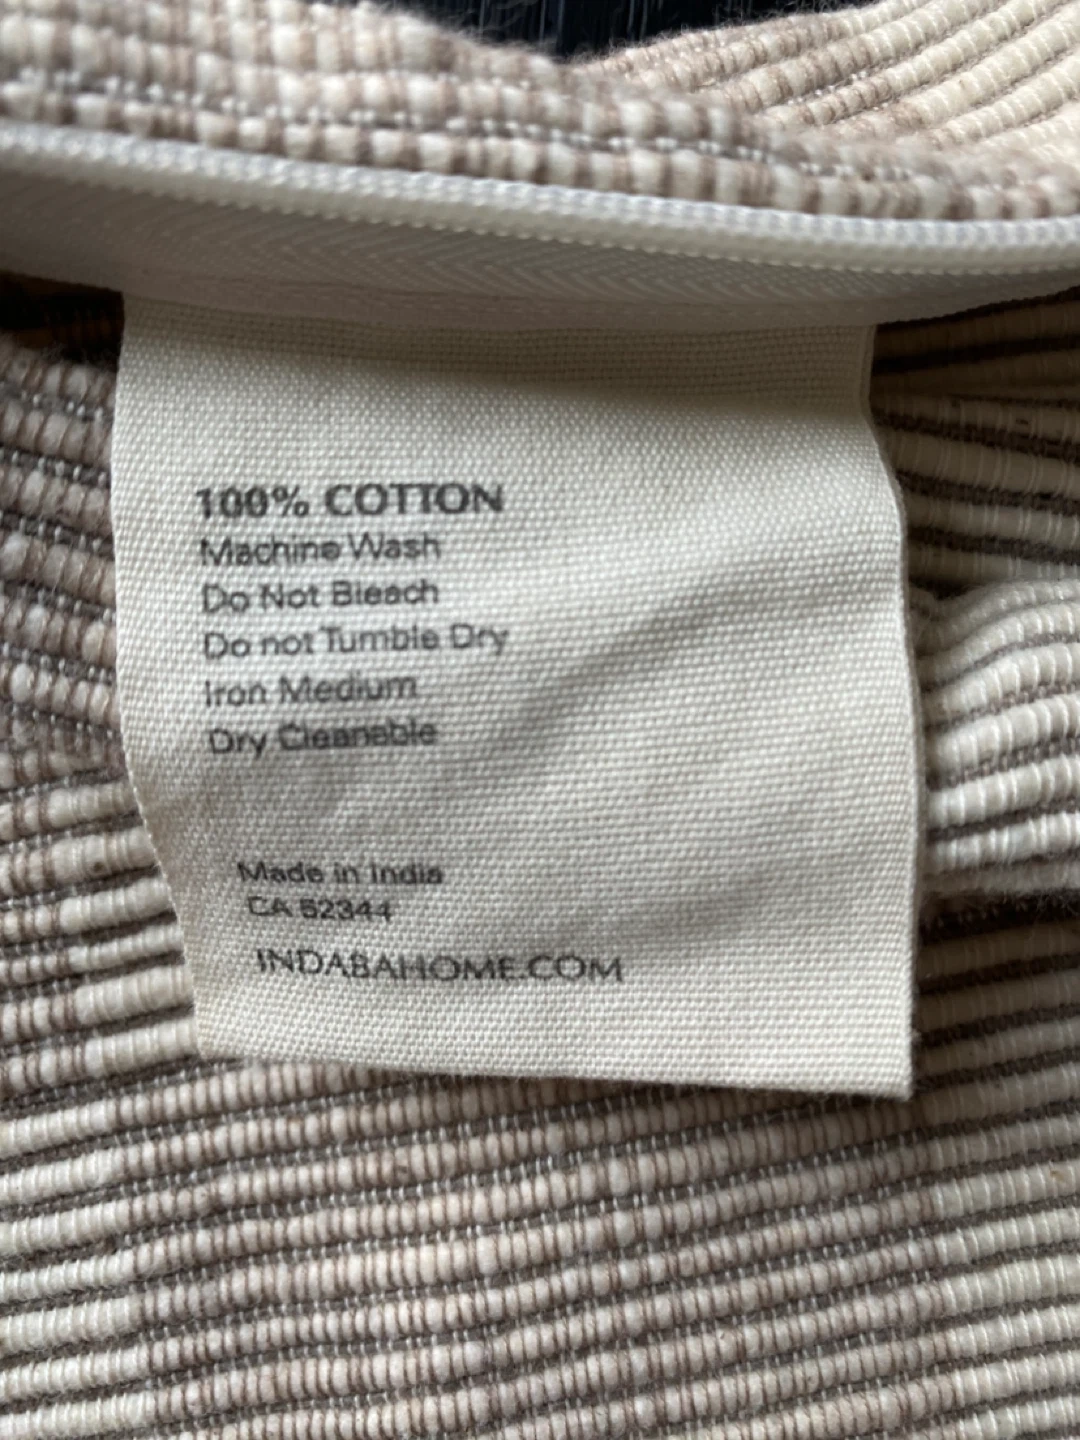 100% COTTON
Machine Wash
Do Not Bleach
Do not Tumble Dry
Iron Medium
Dry Cleanable
Made in India
CA 52344
INDABAHOME.COM